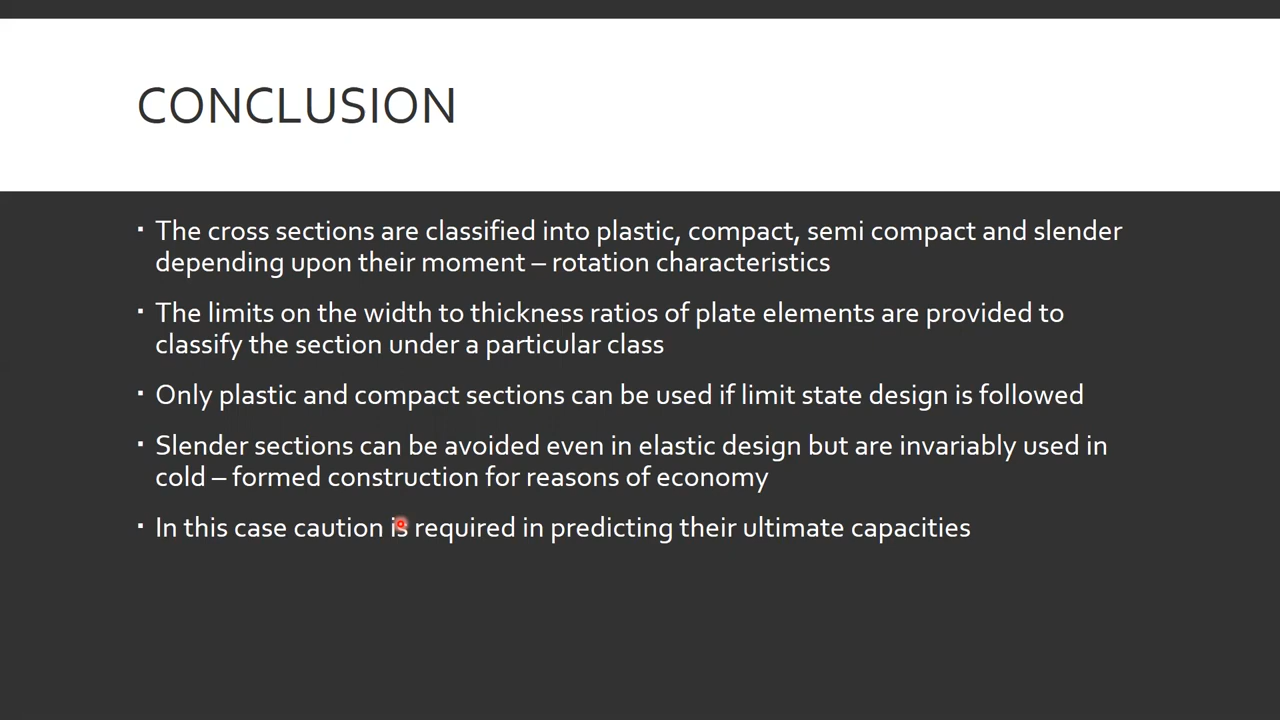 CONCLUSION
▪ The cross sections are classified into plastic, compact, semi compact and slender
depending upon their moment – rotation characteristics
▪ The limits on the width to thickness ratios of plate elements are provided to
classify the section under a particular class
▪ Only plastic and compact sections can be used if limit state design is followed
▪ Slender sections can be avoided even in elastic design but are invariably used in
cold – formed construction for reasons of economy
▪ In this case caution is required in predicting their ultimate capacities